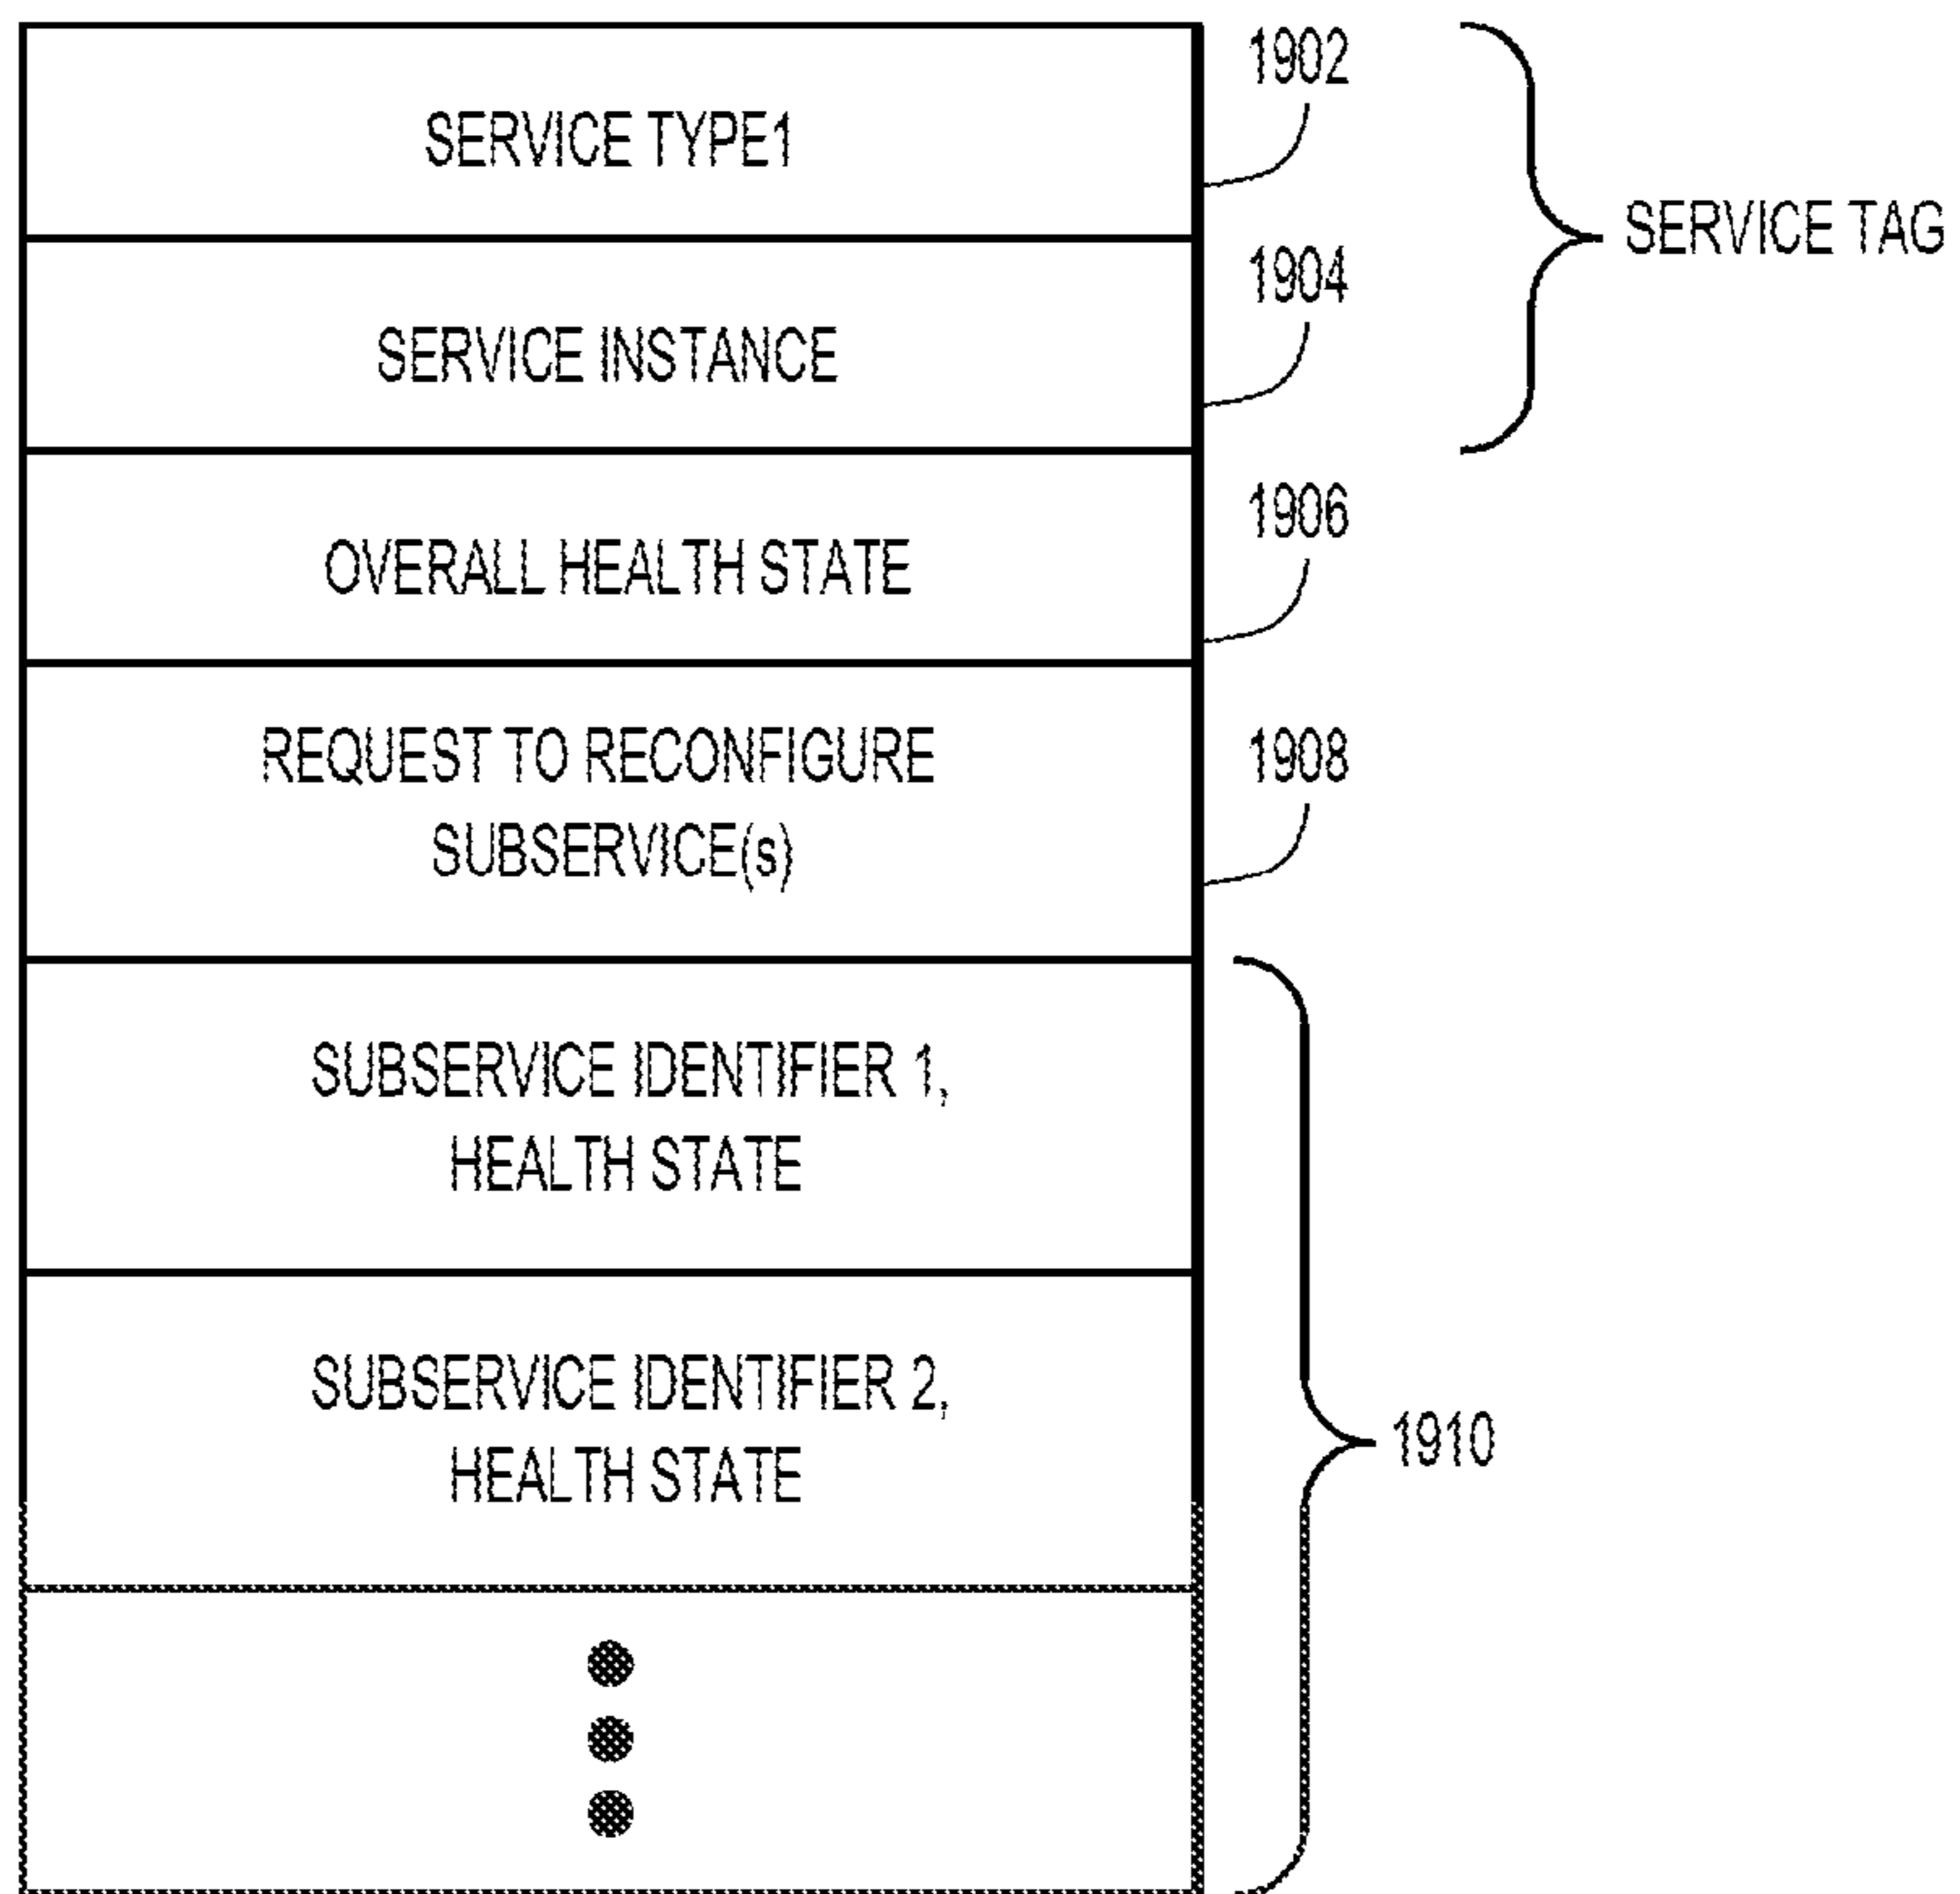 SERVICE TYPE1
1902
SERVICE TAG
SERVICE INSTANCE
1904
OVERALL HEALTH STATE
1906
REQUEST TO RECONFIGURE
SUBSERVICE(s)
1908
SUBSERVICE IDENTIFIER 1,
HEALTH STATE
SUBSERVICE IDENTIFIER 2,
HEALTH STATE
1910